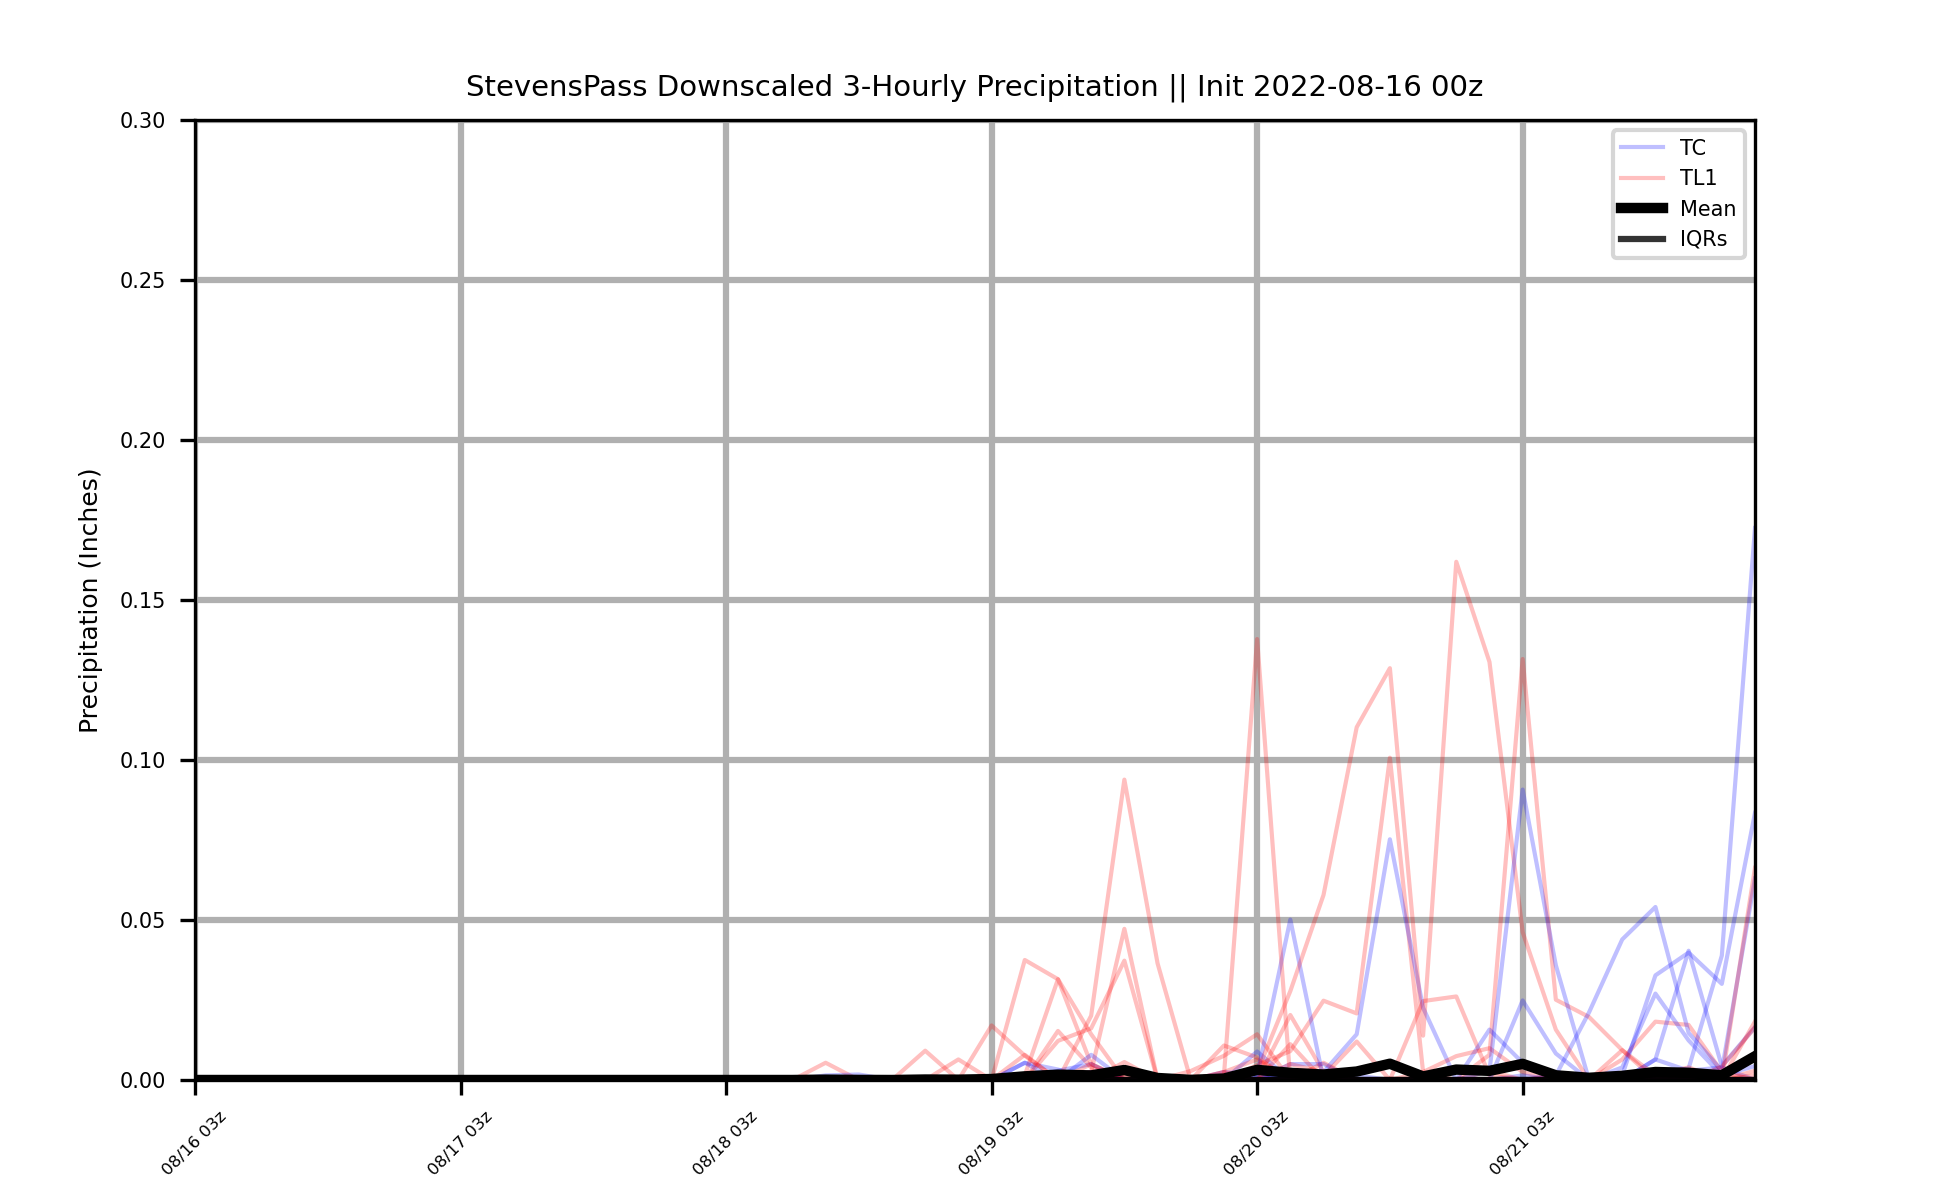 StevensPass Downscaled 3-Hourly Precipitation || Init 2022-08-16 00z
TC
TL1
Mean
IQRs
Precipitation (Inches)
0.30
0.25
0.20
0.15
0.10
0.05
0.00
08/16 03z
08/17 03z
08/18 03z
08/19 03z
08/20 03z
08/21 03z